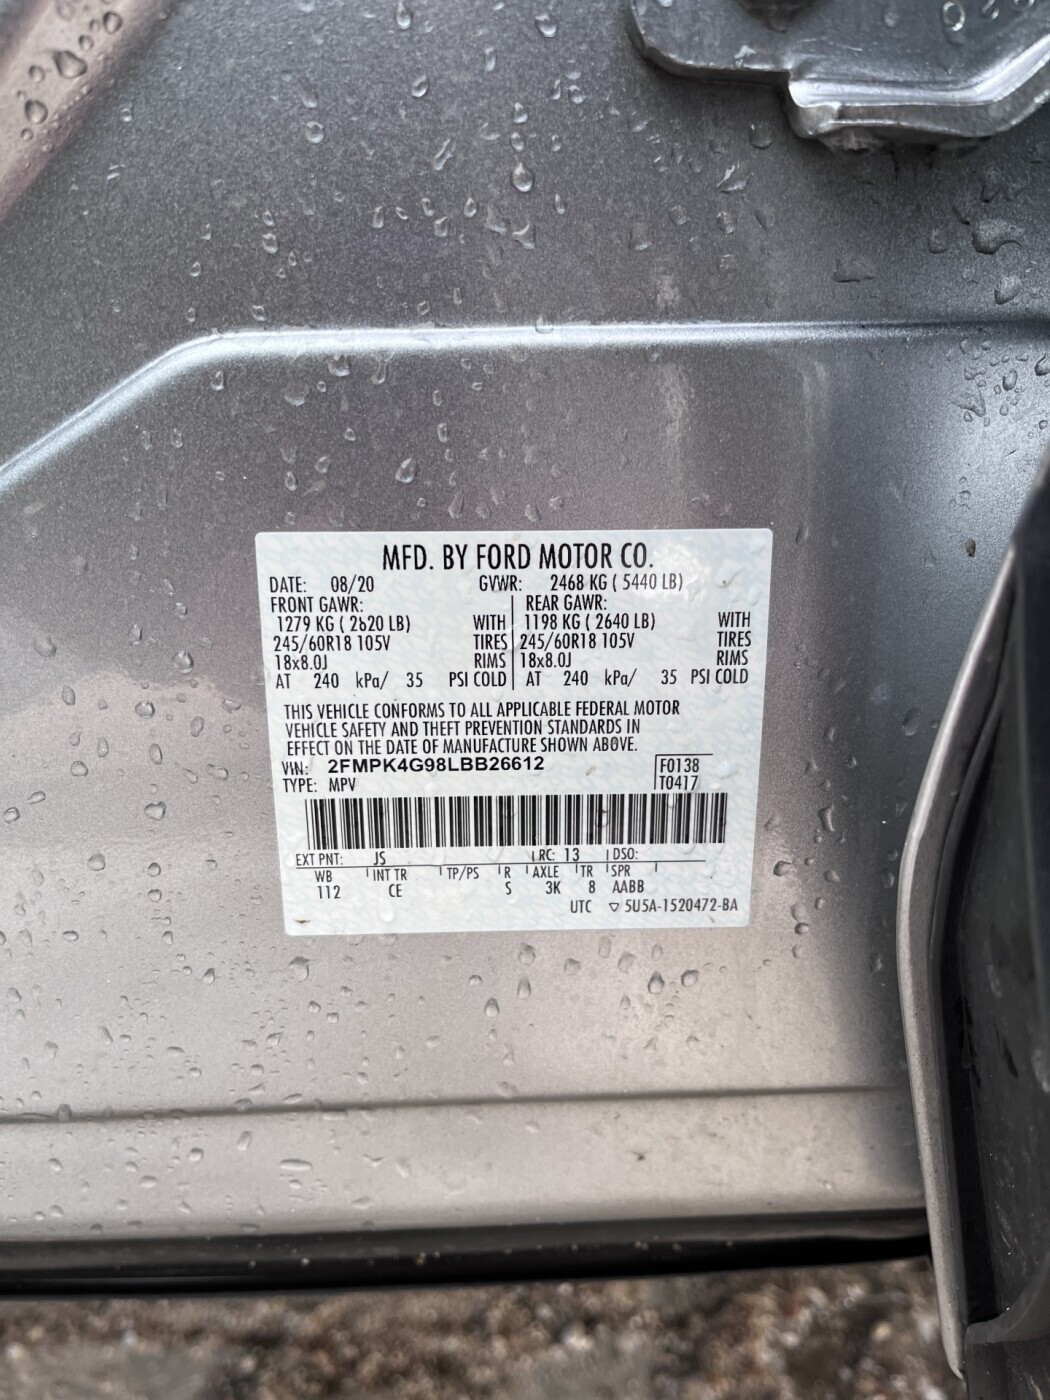 MFD. BY FORD MOTOR CO.
DATE: 08/20 GVWR: 2468 KG ( 5440 LB)
FRONT GAWR: REAR GAWR:
1279 KG ( 2820 LB) WITH 1198 KG ( 2640 LB) WITH
245/60R18 105V TIRES 245/60R18 105V TIRES
18x8.0J RIMS 18x8.0J RIMS
AT 240 kPa/ 35 PSI COLD AT 240 kPa/ 35 PSI COLD
THIS VEHICLE CONFORMS TO ALL APPLICABLE FEDERAL MOTOR
VEHICLE SAFETY AND THEFT PREVENTION STANDARDS IN
EFFECT ON THE DATE OF MANUFACTURE SHOWN ABOVE.
VIN: 2FMPK4G98LBB26612 F0138
TYPE: MPV T0417
EXT PNT: JS RC: 13 DSO:
WB INT TR TP/PS R AXLE TR SPR
112 CE S 3K 8 AABB
UTC ▽ 5U5A-1520472-BA